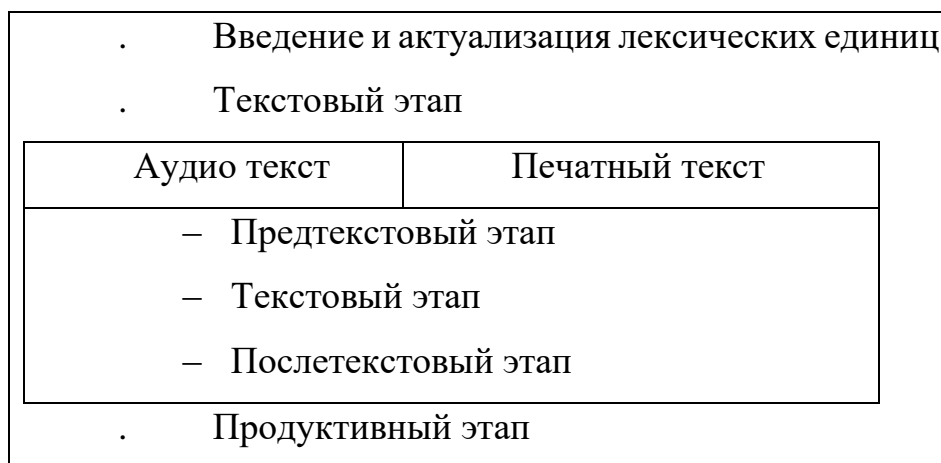 . Введение и актуализация лексических единиц
. Текстовый этап
Аудио текст Печатный текст
– Предтекстовый этап
– Текстовый этап
– Послетекстовый этап
. Продуктивный этап